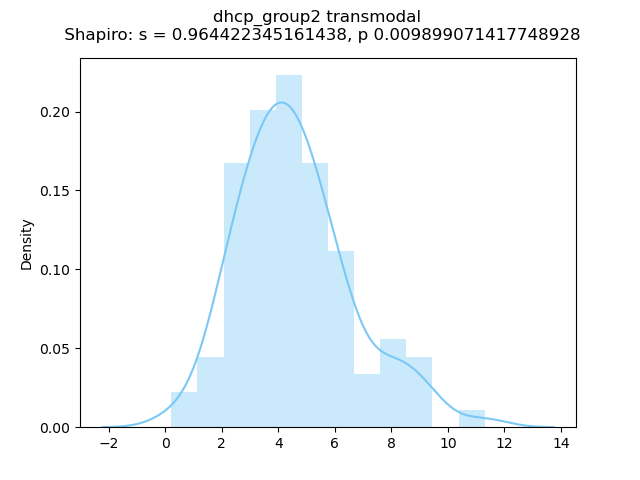 dhcp_group2 transmodal
Shapiro: s = 0.964422345161438, p 0.009899071417748928
0.20
0.15
0.10
0.05
0.00
Density
−2 0 2 4 6 8 10 12 14